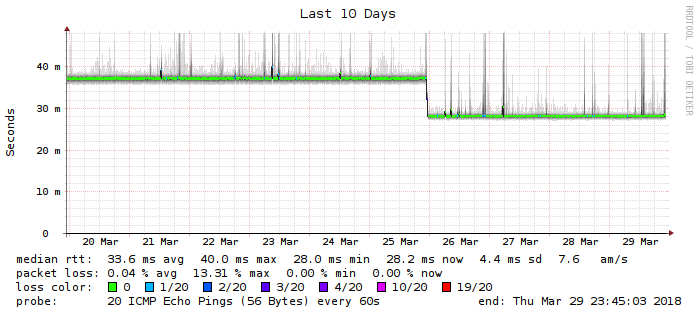 Last 10 Days
RRDTOOL / TOBI OETIKER
Seconds
40 m
30 m
20 m
10 m
0
20 Mar 21 Mar 22 Mar 23 Mar 24 Mar 25 Mar 26 Mar 27 Mar 28 Mar 29 Mar
median rtt: 33.6 ms avg 40.0 ms max 28.0 ms min 28.2 ms now 4.4 ms sd 7.6 am/s
packet loss: 0.04 % avg 13.31 % max 0.00 % min 0.00 % now
loss color: 0 1/20 2/20 3/20 4/20 10/20 19/20
probe: 20 ICMP Echo Pings (56 Bytes) every 60s end: Thu Mar 29 23:45:03 2018